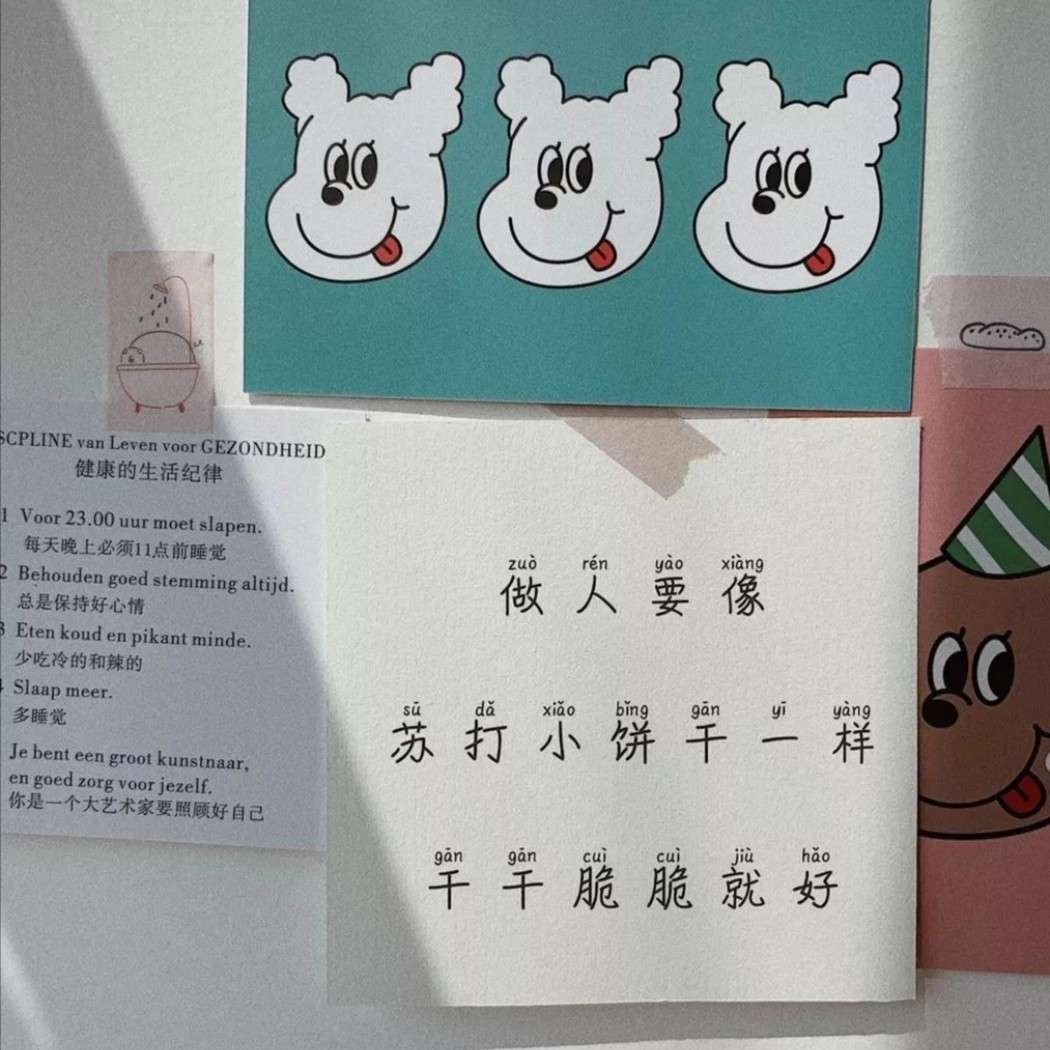 SCPLINE van Leven voor GEZONDHEID
健康的生活纪律
1 Voor 23.00 uur moet slapen.
每天晚上必须11点前睡觉
2 Behouden goed stemming altijd.
总是保持好心情
3 Eten koud en pikant minde.
少吃冷的和辣的
Slaap meer.
多睡觉
Je bent een groot kunstnaar,
en goed zorg voor jezelf.
你是一个大艺术家要照顾好自己
zuò rén yào xiàng
做人要像
sū dǎ xiǎo bǐng gān yī yàng
苏打小饼干一样
gān gān cuì cuì jiù hǎo
干干脆脆就好